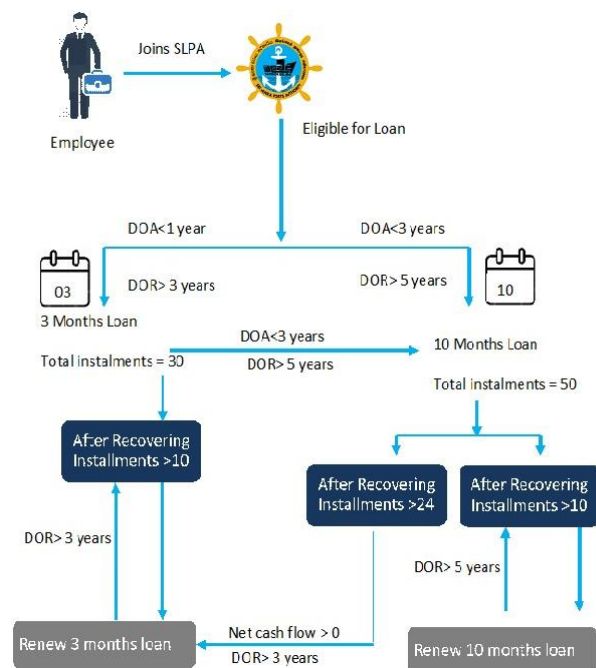 Joins SLPA
Employee
Eligible for Loan
DOA<1 year
DOA<3 years
03
DOR> 3 years
DOR> 5 years
10
3 Months Loan
DOA<3 years
10 Months Loan
Total instalments = 30
DOR> 5 years
Total instalments = 50
After Recovering
Installments >10
After Recovering
Installments >24
After Recovering
Installments >10
DOR> 3 years
DOR> 5 years
Renew 3 months loan
Net cash flow > 0
DOR> 3 years
Renew 10 months loan